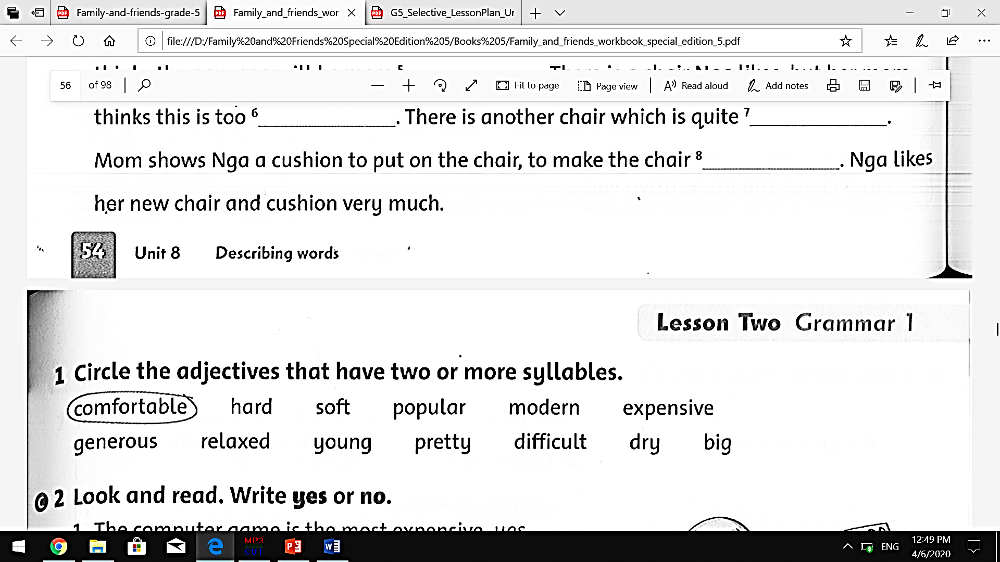 Family-and-friends-grade-5
Family_and_friends_wor
G5_Selective_LessonPlan_Ur
file:///D:/Family%20and%20Friends%20Special%20Edition%205/Books%205/Family_and_friends_workbook_special_edition_5.pdf
56 of 98 Fit to page Page view Read aloud Add notes
thinks this is too 6______________. There is another chair which is quite 7______________.
Mom shows Nga a cushion to put on the chair, to make the chair 8______________. Nga likes
her new chair and cushion very much.
54 Unit 8 Describing words
Lesson Two Grammar 1
1 Circle the adjectives that have two or more syllables.
comfortable hard soft popular modern expensive
generous relaxed young pretty difficult dry big
2 Look and read. Write yes or no.
1 The computer game is the most expensive. yes
MP3
CUT
ENG
12:49 PM
4/6/2020